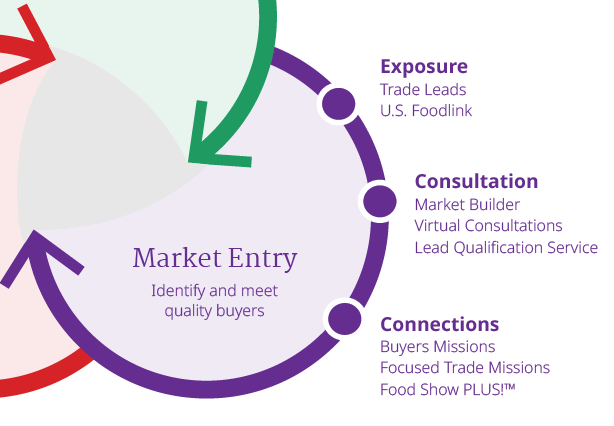 Exposure
Trade Leads
U.S. Foodlink
Consultation
Market Builder
Virtual Consultations
Lead Qualification Service
Market Entry
Identify and meet
quality buyers
Connections
Buyers Missions
Focused Trade Missions
Food Show PLUS!™